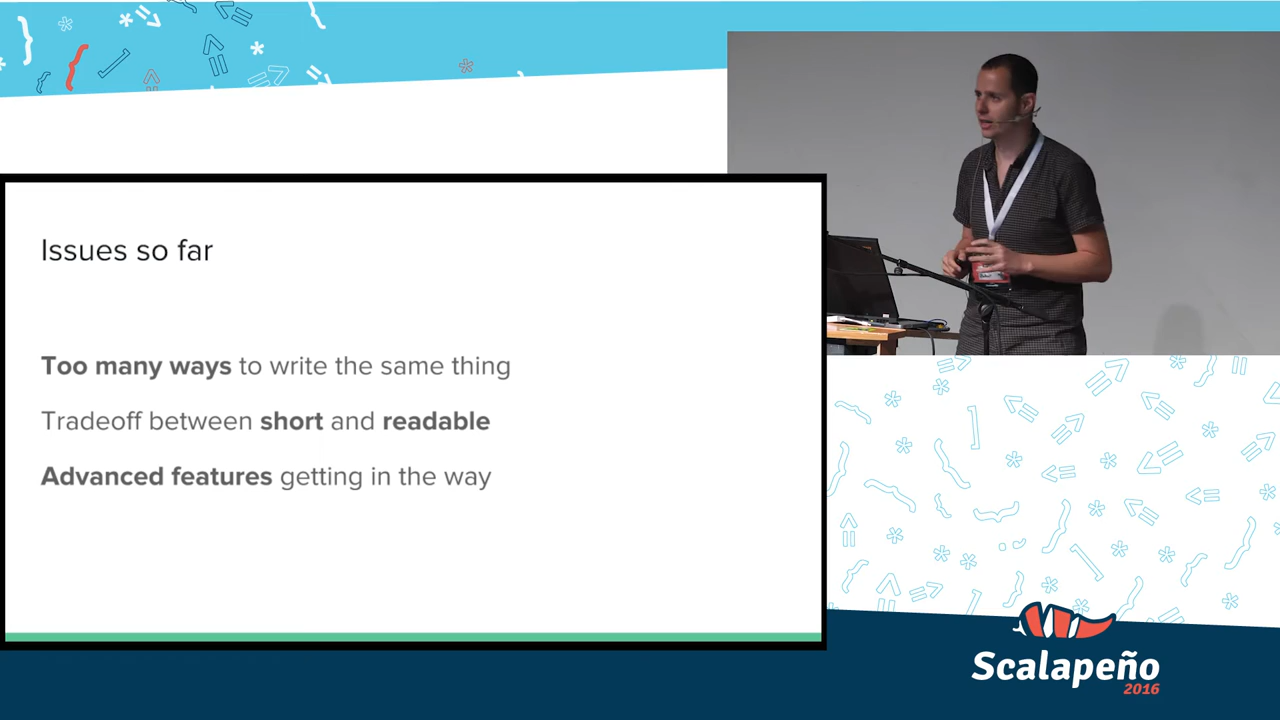 Issues so far
Too many ways to write the same thing
Tradeoff between short and readable
Advanced features getting in the way
Scalapeño
2016